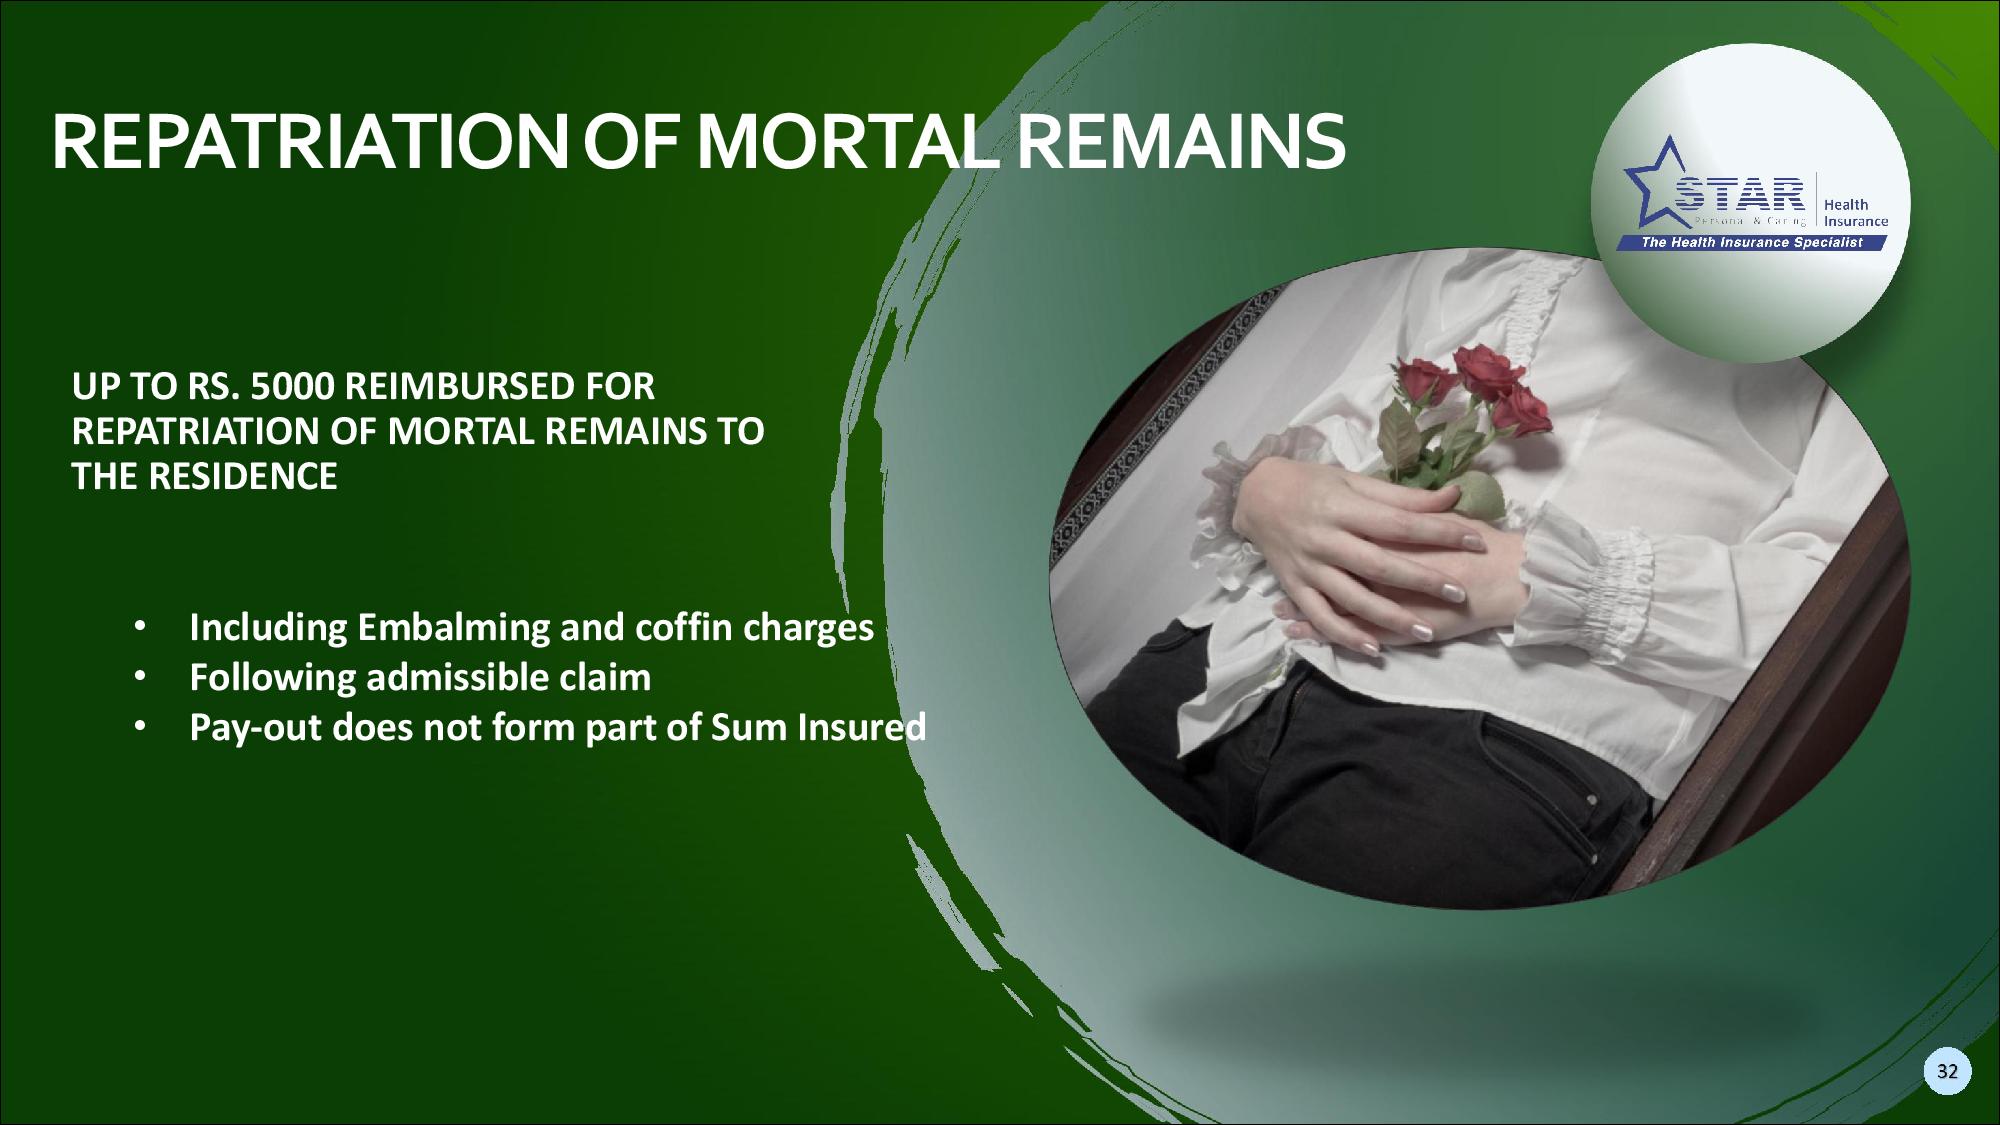 REPATRIATION OF MORTAL REMAINS
STAR
Personal & Caring
Health
Insurance
The Health Insurance Specialist
UP TO RS. 5000 REIMBURSED FOR
REPATRIATION OF MORTAL REMAINS TO
THE RESIDENCE
• Including Embalming and coffin charges
• Following admissible claim
• Pay-out does not form part of Sum Insured
32